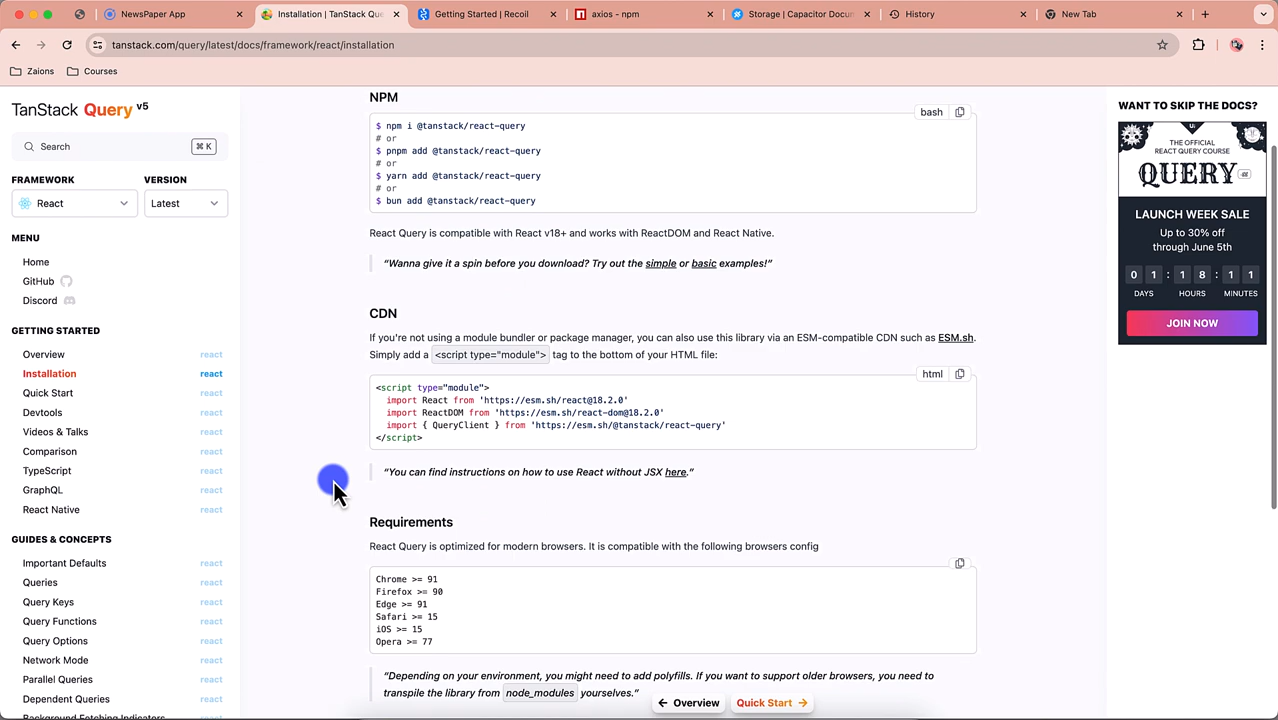 NewsPaper App
Installation | TanStack Que
Getting Started | Recoil
axios - npm
Storage | Capacitor Docum
History
New Tab
tanstack.com/query/latest/docs/framework/react/installation
Zaions
Courses
TanStack Query v5
Search
⌘ K
FRAMEWORK
VERSION
React
Latest
MENU
Home
GitHub
Discord
GETTING STARTED
Overview react
Installation react
Quick Start react
Devtools react
Videos & Talks react
Comparison react
TypeScript react
GraphQL react
React Native react
GUIDES & CONCEPTS
Important Defaults react
Queries react
Query Keys react
Query Functions react
Query Options react
Network Mode react
Parallel Queries react
Dependent Queries react
Background Fetching Indicators react
NPM
bash
$ npm i @tanstack/react-query
# or
$ pnpm add @tanstack/react-query
# or
$ yarn add @tanstack/react-query
# or
$ bun add @tanstack/react-query
React Query is compatible with React v18+ and works with ReactDOM and React Native.
“Wanna give it a spin before you download? Try out the simple or basic examples!”
CDN
If you're not using a module bundler or package manager, you can also use this library via an ESM-compatible CDN such as ESM.sh.
Simply add a <script type="module"> tag to the bottom of your HTML file:
html
<script type="module">
import React from 'https://esm.sh/react@18.2.0'
import ReactDOM from 'https://esm.sh/react-dom@18.2.0'
import { QueryClient } from 'https://esm.sh/@tanstack/react-query'
</script>
“You can find instructions on how to use React without JSX here.”
Requirements
React Query is optimized for modern browsers. It is compatible with the following browsers config
Chrome >= 91
Firefox >= 90
Edge >= 91
Safari >= 15
iOS >= 15
Opera >= 77
“Depending on your environment, you might need to add polyfills. If you want to support older browsers, you need to
transpile the library from node_modules yourselves.”
← Overview
Quick Start →
WANT TO SKIP THE DOCS?
THE OFFICIAL
REACT QUERY COURSE
QUERY
LAUNCH WEEK SALE
Up to 30% off
through June 5th
0 1 : 1 8 : 1 1
DAYS HOURS MINUTES
JOIN NOW